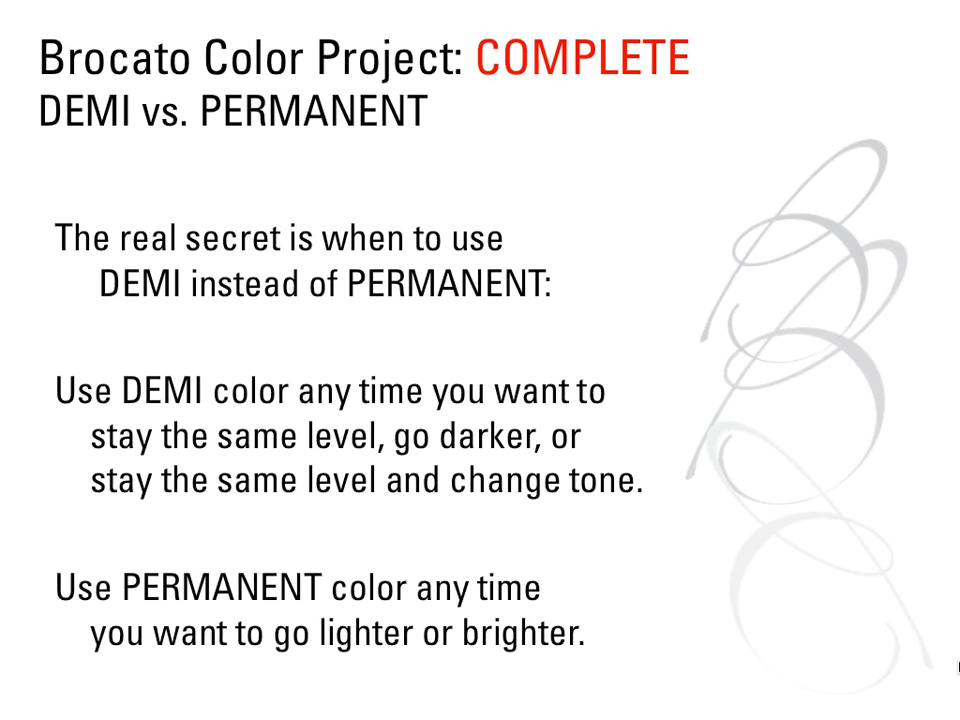 Brocato Color Project: COMPLETE
DEMI vs. PERMANENT
The real secret is when to use
DEMI instead of PERMANENT:
Use DEMI color any time you want to
stay the same level, go darker, or
stay the same level and change tone.
Use PERMANENT color any time
you want to go lighter or brighter.